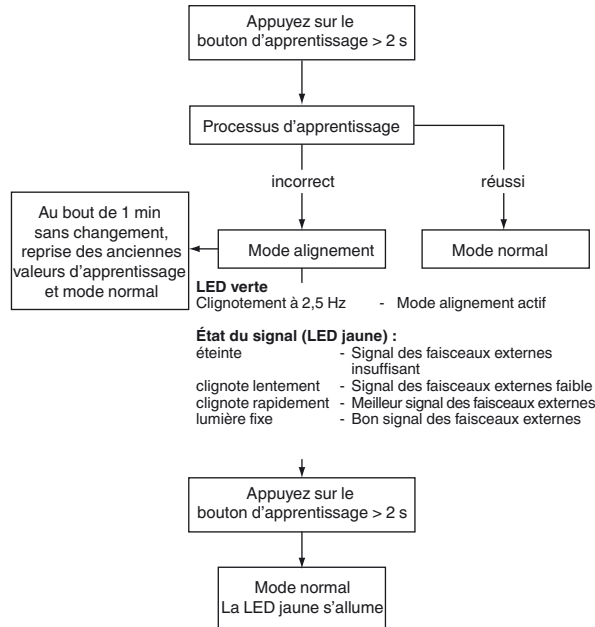 Appuyez sur le
bouton d'apprentissage > 2 s
Processus d'apprentissage
incorrect
réussi
Au bout de 1 min
sans changement,
reprise des anciennes
valeurs d'apprentissage
et mode normal
Mode alignement
Mode normal
LED verte
Clignotement à 2,5 Hz - Mode alignement actif
État du signal (LED jaune) :
éteinte - Signal des faisceaux externes
insuffisant
clignote lentement - Signal des faisceaux externes faible
clignote rapidement - Meilleur signal des faisceaux externes
lumière fixe - Bon signal des faisceaux externes
Appuyez sur le
bouton d'apprentissage > 2 s
Mode normal
La LED jaune s'allume